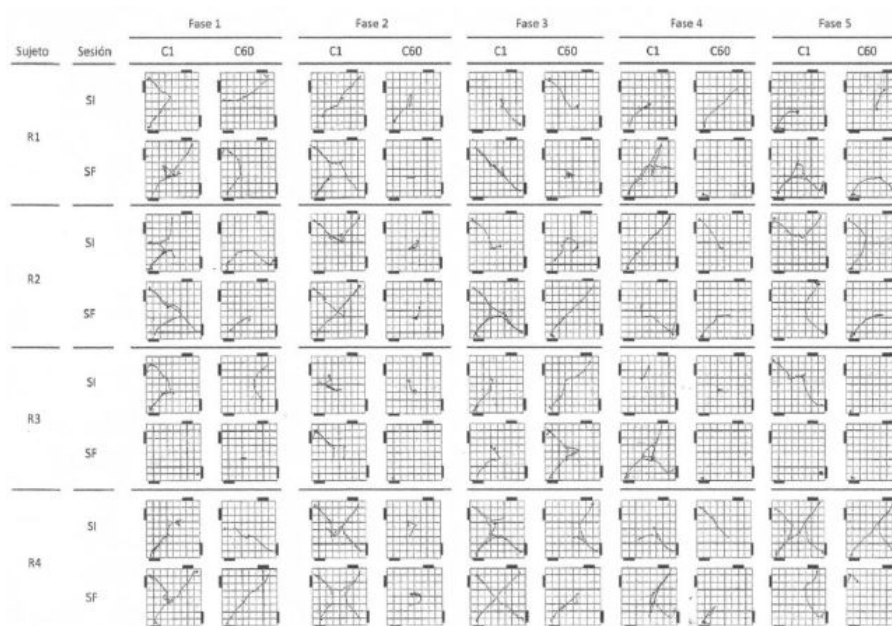 Fase 1 Fase 2 Fase 3 Fase 4 Fase 5
Sujeto Sesión C1 C60 C1 C60 C1 C60 C1 C60 C1 C60
SI
R1
SF
SI
R2
SF
SI
R3
SF
SI
R4
SF